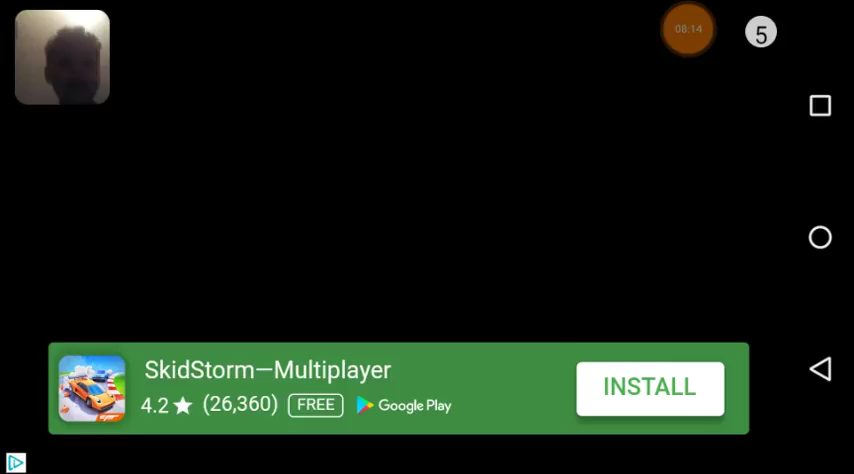 08:14
5
SkidStorm—Multiplayer
4.2 (26,360) FREE Google Play
INSTALL